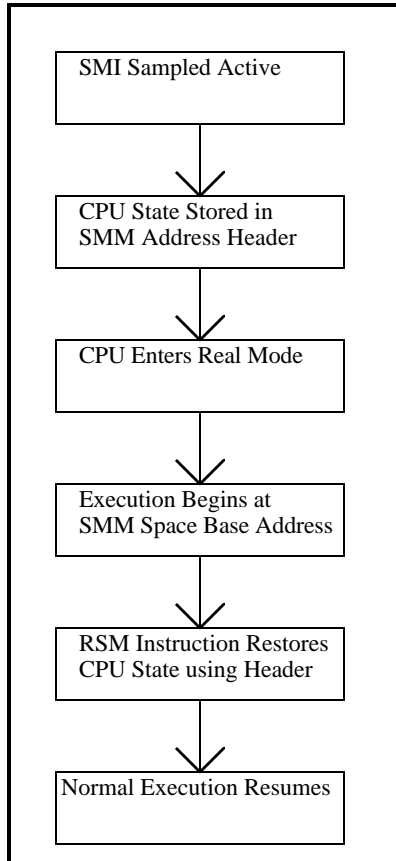 SMI Sampled Active
CPU State Stored in
SMM Address Header
CPU Enters Real Mode
Execution Begins at
SMM Space Base Address
RSM Instruction Restores
CPU State using Header
Normal Execution Resumes